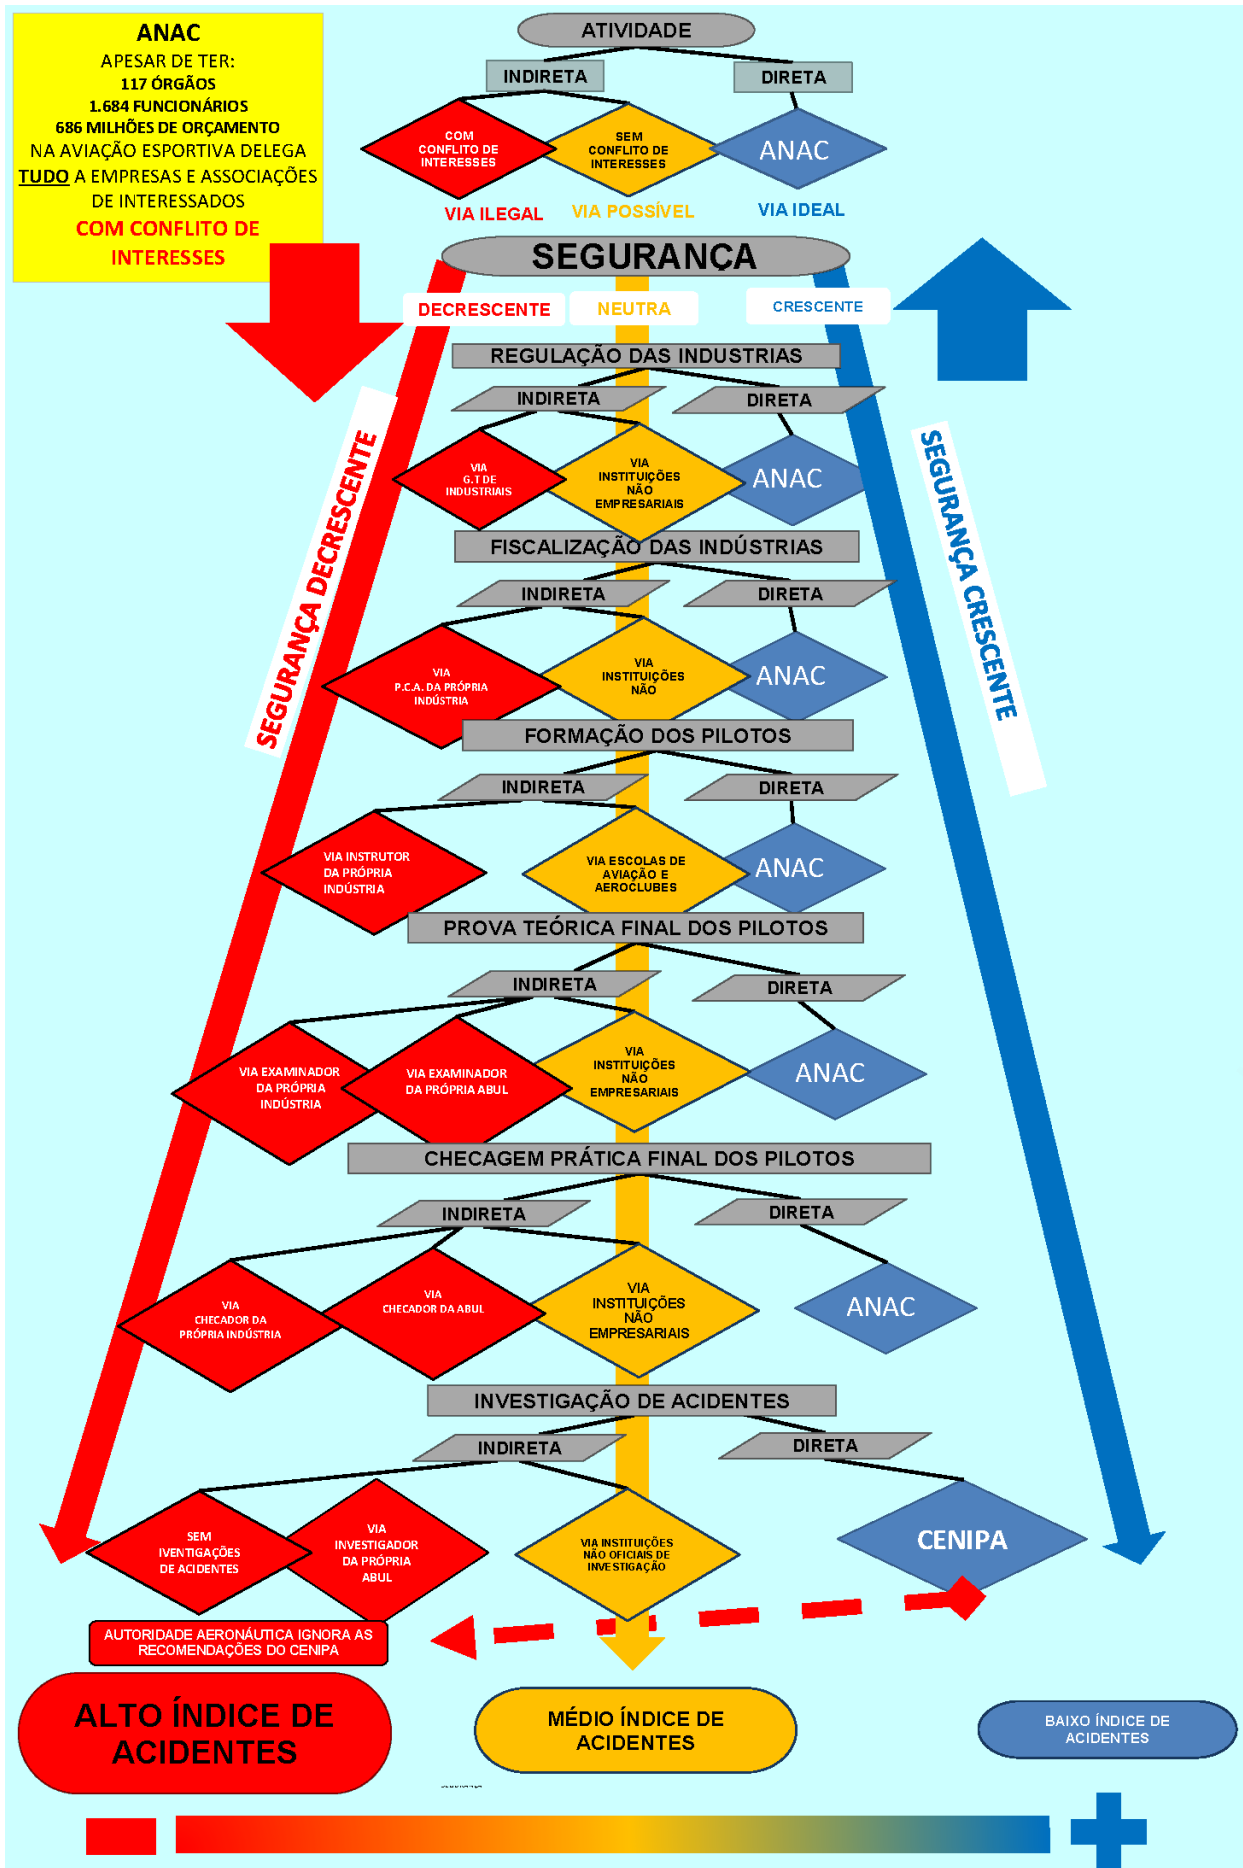 ANAC
APESAR DE TER:
117 ÓRGÃOS
1.684 FUNCIONÁRIOS
686 MILHÕES DE ORÇAMENTO
NA AVIAÇÃO ESPORTIVA DELEGA
TUDO A EMPRESAS E ASSOCIAÇÕES
DE INTERESSADOS
COM CONFLITO DE
INTERESSES
ATIVIDADE
INDIRETA
DIRETA
COM
CONFLITO DE
INTERESSES
SEM
CONFLITO DE
INTERESSES
ANAC
VIA ILEGAL
VIA POSSÍVEL
VIA IDEAL
SEGURANÇA
DECRESCENTE
NEUTRA
CRESCENTE
SEGURANÇA DECRESCENTE
SEGURANÇA CRESCENTE
REGULAÇÃO DAS INDUSTRIAS
INDIRETA
DIRETA
VIA
G.T DE
INDUSTRIAIS
VIA
INSTITUIÇÕES
NÃO
EMPRESARIAIS
ANAC
FISCALIZAÇÃO DAS INDÚSTRIAS
INDIRETA
DIRETA
VIA
P.C.A. DA PRÓPRIA
INDÚSTRIA
VIA
INSTITUIÇÕES
NÃO
ANAC
FORMAÇÃO DOS PILOTOS
INDIRETA
DIRETA
VIA INSTRUTOR
DA PRÓPRIA
INDÚSTRIA
VIA ESCOLAS DE
AVIAÇÃO E
AEROCLUBES
ANAC
PROVA TEÓRICA FINAL DOS PILOTOS
INDIRETA
DIRETA
VIA EXAMINADOR
DA PRÓPRIA
INDÚSTRIA
VIA EXAMINADOR
DA PRÓPRIA ABUL
VIA
INSTITUIÇÕES
NÃO
EMPRESARIAIS
ANAC
CHECAGEM PRÁTICA FINAL DOS PILOTOS
INDIRETA
DIRETA
VIA
CHECADOR DA
PRÓPRIA INDÚSTRIA
VIA
CHECADOR DA ABUL
VIA
INSTITUIÇÕES
NÃO
EMPRESARIAIS
ANAC
INVESTIGAÇÃO DE ACIDENTES
INDIRETA
DIRETA
SEM
IVENTIGAÇÕES
DE ACIDENTES
VIA
INVESTIGADOR
DA PRÓPRIA
ABUL
VIA INSTITUIÇÕES
NÃO OFICIAIS DE
INVESTIGAÇÃO
CENIPA
AUTORIDADE AERONÁUTICA IGNORA AS
RECOMENDAÇÕES DO CENIPA
ALTO ÍNDICE DE
ACIDENTES
MÉDIO ÍNDICE DE
ACIDENTES
BAIXO ÍNDICE DE
ACIDENTES